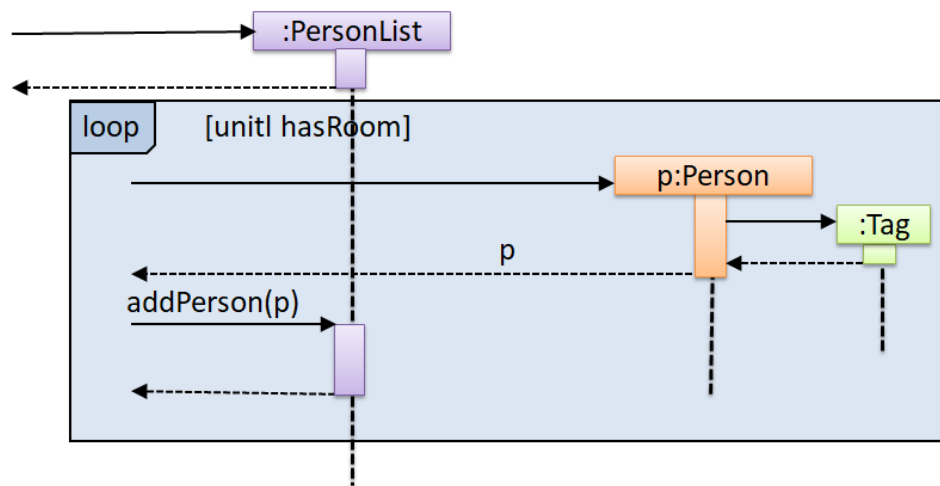 :PersonList
loop [unitl hasRoom]
p:Person
:Tag
p
addPerson(p)